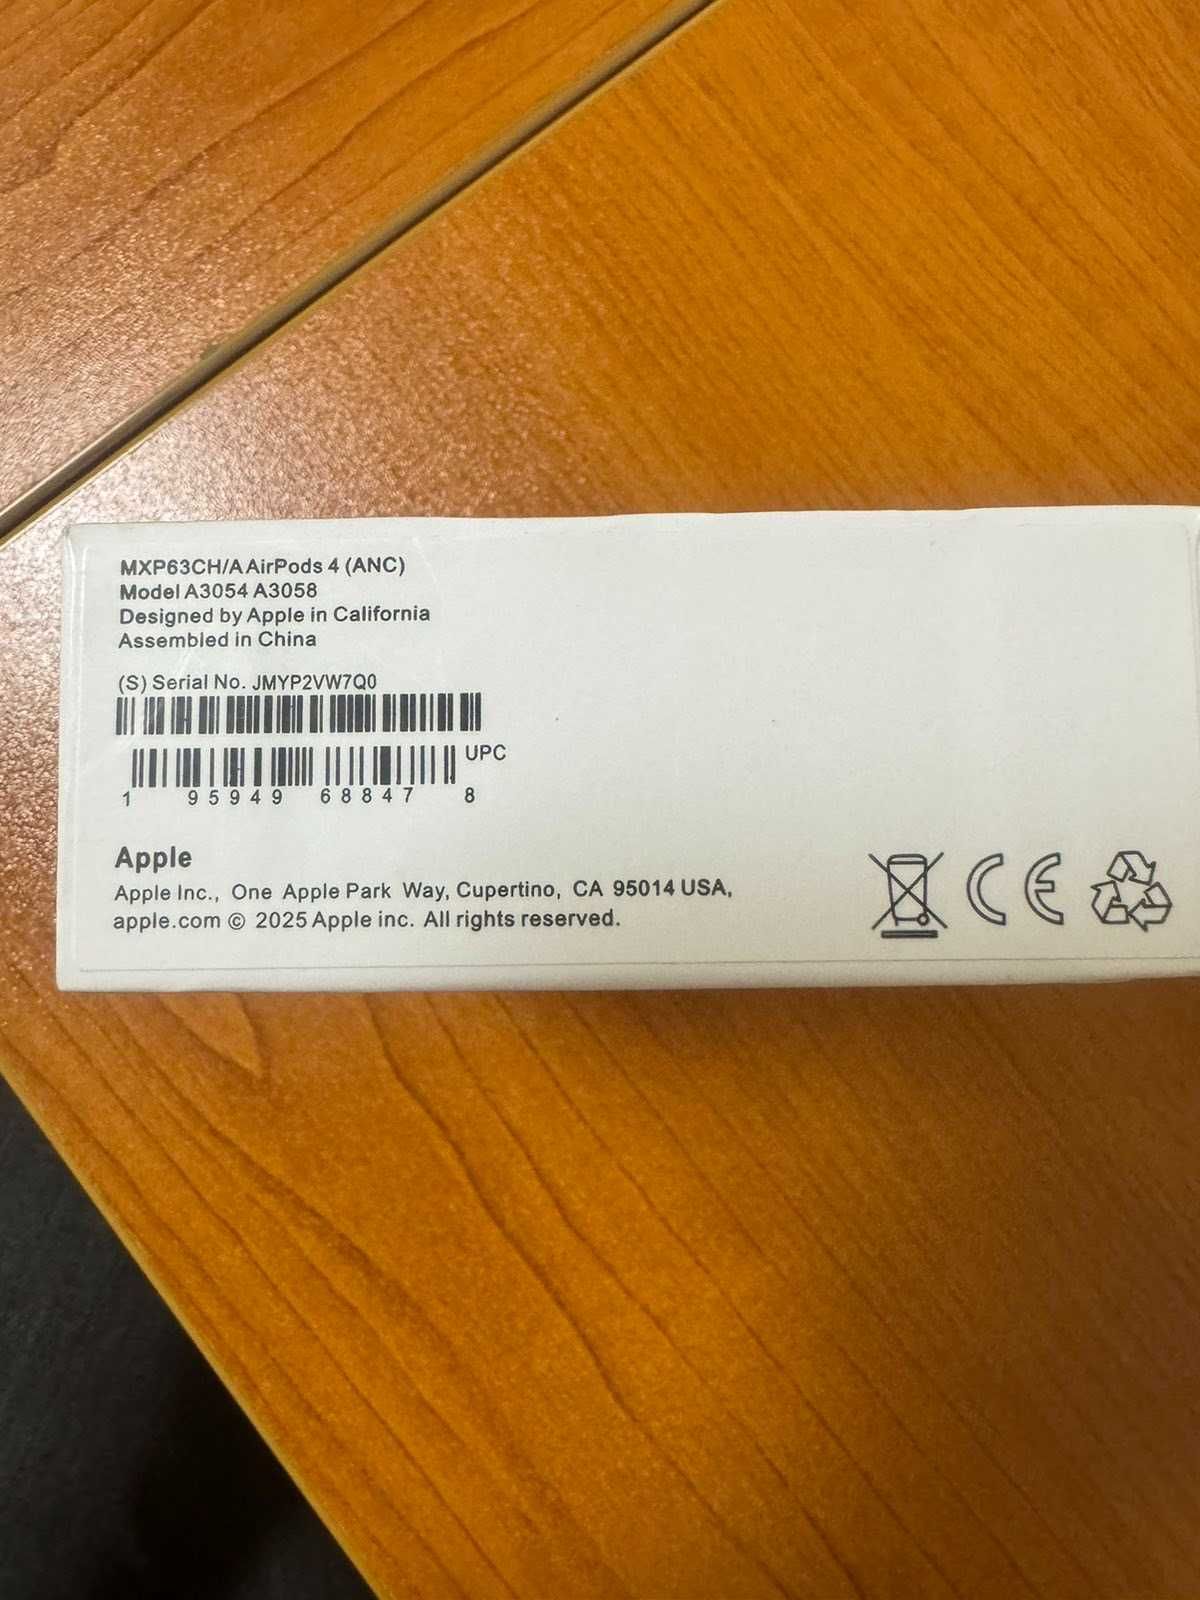 MXP63CH/A AirPods 4 (ANC)
Model A3054 A3058
Designed by Apple in California
Assembled in China
(S) Serial No. JMYP2VW7Q0
UPC
1 95949 68847 8
Apple
Apple Inc., One Apple Park Way, Cupertino, CA 95014 USA,
apple.com © 2025 Apple inc. All rights reserved.
CE